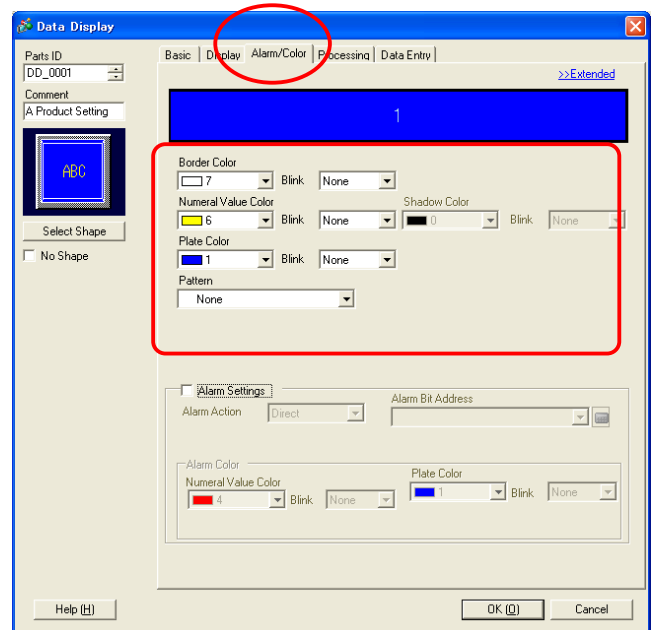 Data Display
Parts ID
DD_0001
Comment
A Product Setting
ABC
Select Shape
No Shape
Basic Display Alarm/Color Processing Data Entry
>>Extended
1
Border Color
7 Blink None
Numeral Value Color Shadow Color
6 Blink None 0 Blink None
Plate Color
1 Blink None
Pattern
None
Alarm Settings
Alarm Action Direct Alarm Bit Address
Alarm Color
Numeral Value Color Plate Color
4 Blink None 1 Blink None
Help (H) OK (O) Cancel